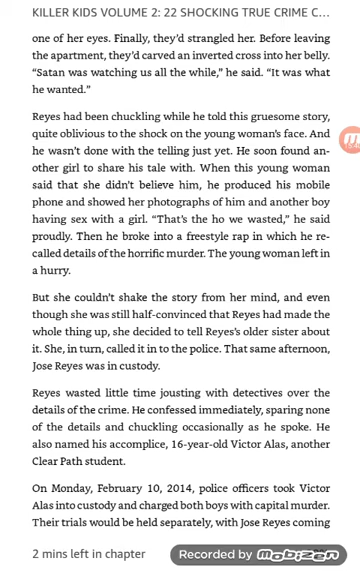 KILLER KIDS VOLUME 2: 22 SHOCKING TRUE CRIME C...
one of her eyes. Finally, they’d strangled her. Before leaving
the apartment, they’d carved an inverted cross into her belly.
“Satan was watching us all the while,” he said. “It was what
he wanted.”
Reyes had been chuckling while he told this gruesome story,
quite oblivious to the shock on the young woman’s face. And
he wasn’t done with the telling just yet. He soon found an-
other girl to share his tale with. When this young woman
said that she didn’t believe him, he produced his mobile
phone and showed her photographs of him and another boy
having sex with a girl. “That’s the ho we wasted,” he said
proudly. Then he broke into a freestyle rap in which he re-
called details of the horrific murder. The young woman left in
a hurry.
But she couldn’t shake the story from her mind, and even
though she was still half-convinced that Reyes had made the
whole thing up, she decided to tell Reyes’s older sister about
it. She, in turn, called it in to the police. That same afternoon,
Jose Reyes was in custody.
Reyes wasted little time jousting with detectives over the
details of the crime. He confessed immediately, sparing none
of the details and chuckling occasionally as he spoke. He
also named his accomplice, 16-year-old Victor Alas, another
Clear Path student.
On Monday, February 10, 2014, police officers took Victor
Alas into custody and charged both boys with capital murder.
Their trials would be held separately, with Jose Reyes coming
2 mins left in chapter
Recorded by mobizen